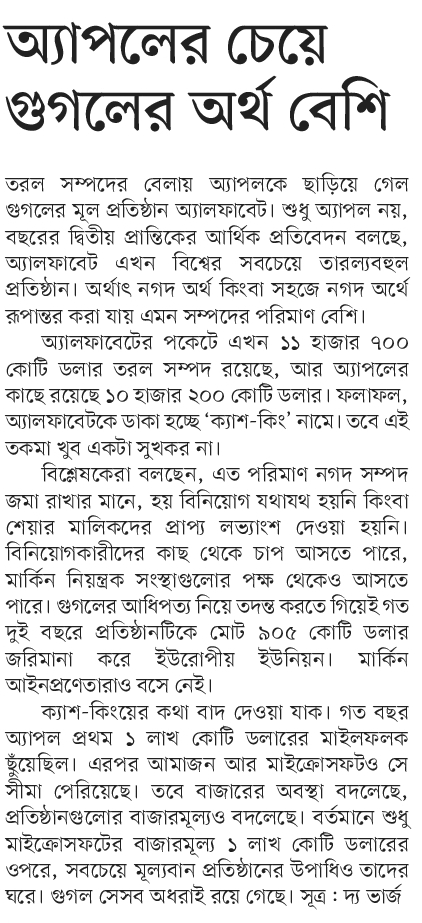 অ্যাপলের চেয়ে
গুগলের অর্থ বেশি
তরল সম্পদের বেলায় অ্যাপলকে ছাড়িয়ে গেল
গুগলের মূল প্রতিষ্ঠান অ্যালফাবেট। শুধু অ্যাপল নয়,
বছরের দ্বিতীয় প্রান্তিকের আর্থিক প্রতিবেদন বলছে,
অ্যালফাবেট এখন বিশ্বের সবচেয়ে তারল্যবহুল
প্রতিষ্ঠান। অর্থাৎ নগদ অর্থ কিংবা সহজে নগদ অর্থে
রূপান্তর করা যায় এমন সম্পদের পরিমাণ বেশি।
অ্যালফাবেটের পকেটে এখন ১১ হাজার ৭০০
কোটি ডলার তরল সম্পদ রয়েছে, আর অ্যাপলের
কাছে রয়েছে ১০ হাজার ২০০ কোটি ডলার। ফলাফল,
অ্যালফাবেটকে ডাকা হচ্ছে ‘ক্যাশ-কিং’ নামে। তবে এই
তকমা খুব একটা সুখকর না।
বিশ্লেষকেরা বলছেন, এত পরিমাণ নগদ সম্পদ
জমা রাখার মানে, হয় বিনিয়োগ যথাযথ হয়নি কিংবা
শেয়ার মালিকদের প্রাপ্য লভ্যাংশ দেওয়া হয়নি।
বিনিয়োগকারীদের কাছ থেকে চাপ আসতে পারে,
মার্কিন নিয়ন্ত্রক সংস্থাগুলোর পক্ষ থেকেও আসতে
পারে। গুগলের আধিপত্য নিয়ে তদন্ত করতে গিয়েই গত
দুই বছরে প্রতিষ্ঠানটিকে মোট ৯০৫ কোটি ডলার
জরিমানা করে ইউরোপীয় ইউনিয়ন। মার্কিন
আইনপ্রণেতারাও বসে নেই।
ক্যাশ-কিংয়ের কথা বাদ দেওয়া যাক। গত বছর
অ্যাপল প্রথম ১ লাখ কোটি ডলারের মাইলফলক
ছুঁয়েছিল। এরপর আমাজন আর মাইক্রোসফটও সে
সীমা পেরিয়েছে। তবে বাজারের অবস্থা বদলেছে,
প্রতিষ্ঠানগুলোর বাজারমূল্যও বদলেছে। বর্তমানে শুধু
মাইক্রোসফটের বাজারমূল্য ১ লাখ কোটি ডলারের
ওপরে, সবচেয়ে মূল্যবান প্রতিষ্ঠানের উপাধিও তাদের
ঘরে। গুগল সেসব অধরাই রয়ে গেছে। সূত্র : দ্য ভার্জ